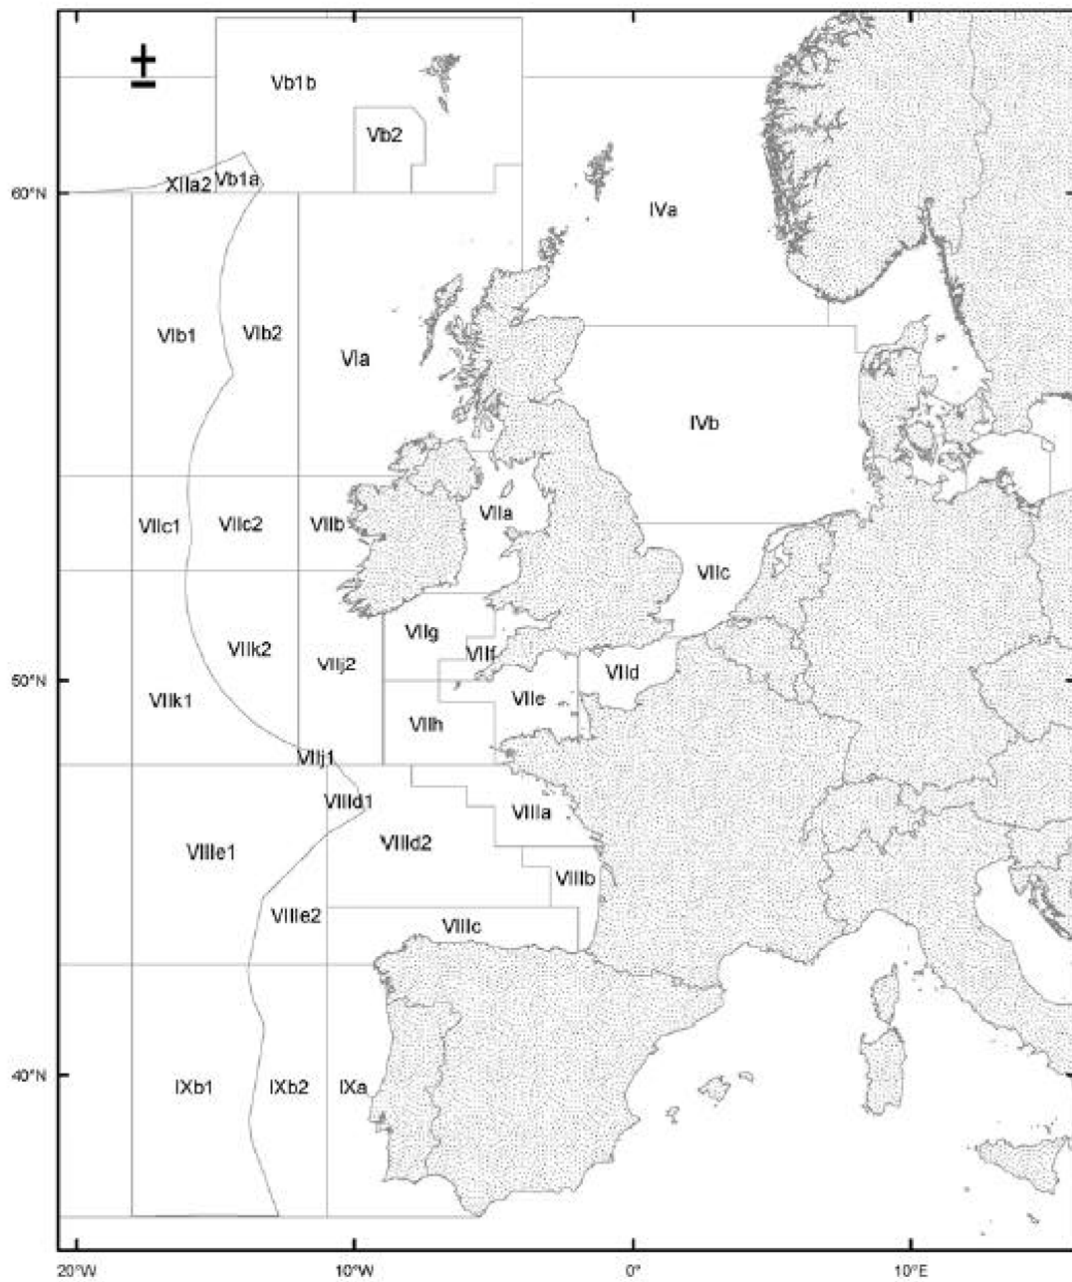 ±
Vb1b
Vb2
XIIa2 Vb1a
60°N
IVa
VIb1 VIb2
VIa
IVb
VIIc1 VIIc2 VIIb VIIa
VIIc
VIIg
VIIf
VIIk2 VIIj2 VIId
50°N
VIIk1 VIIe
VIIh
VIIj1
VIIId1
VIIIa
VIIId2
VIIIe1
VIIIb
VIIIe2
VIIIc
40°N
IXb1 IXb2 IXa
20°W 10°W 0° 10°E